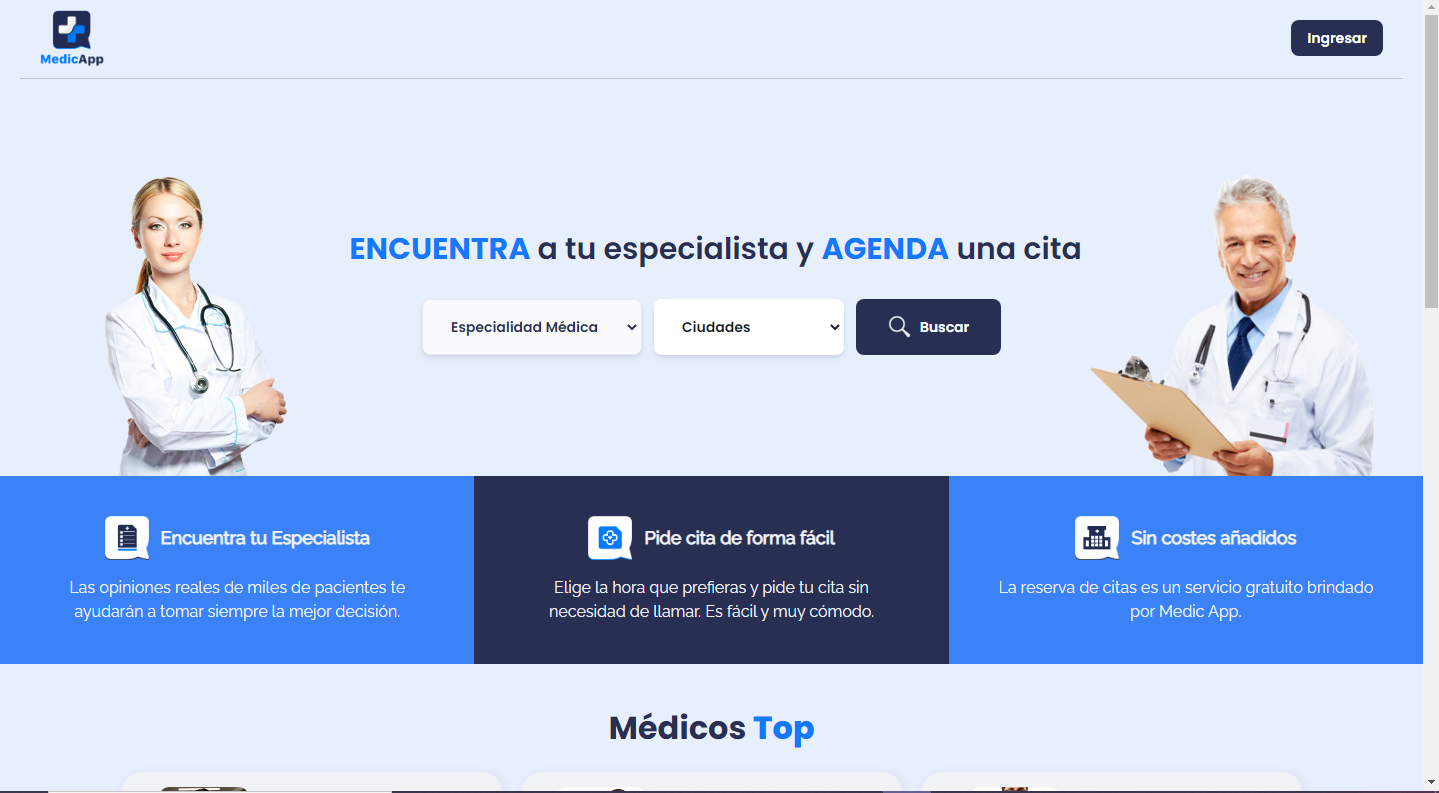 MedicApp
Ingresar
ENCUENTRA a tu especialista y AGENDA una cita
Especialidad Médica
Ciudades
Buscar
Encuentra tu Especialista
Las opiniones reales de miles de pacientes te
ayudarán a tomar siempre la mejor decisión.
Pide cita de forma fácil
Elige la hora que prefieras y pide tu cita sin
necesidad de llamar. Es fácil y muy cómodo.
Sin costes añadidos
La reserva de citas es un servicio gratuito brindado
por Medic App.
Médicos Top